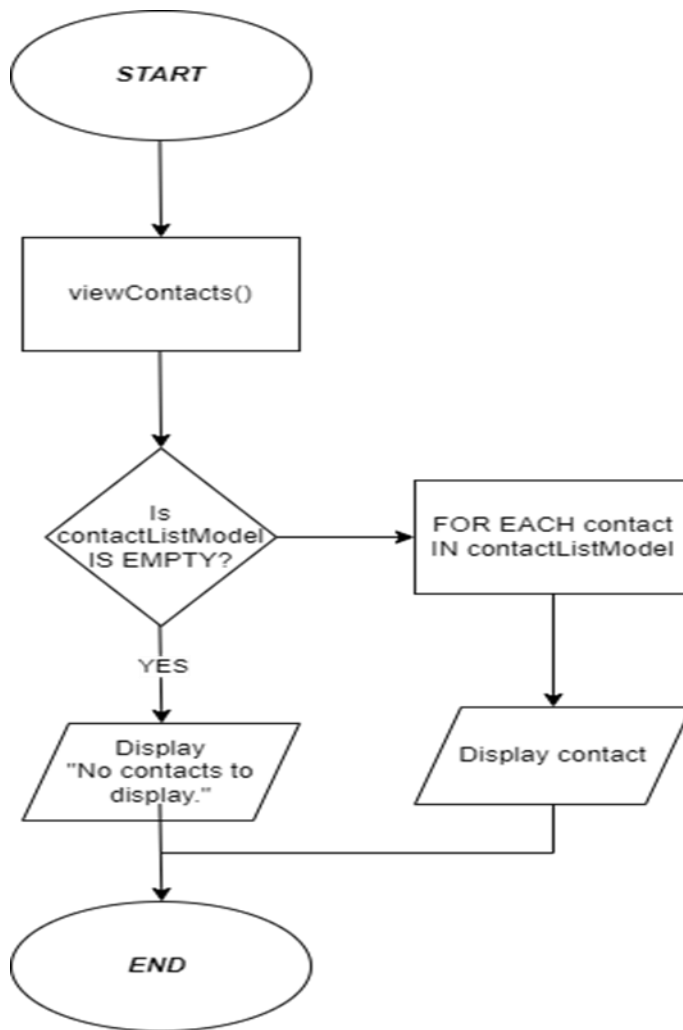 START
viewContacts()
Is
contactListModel
IS EMPTY?
FOR EACH contact
IN contactListModel
YES
Display
"No contacts to
display."
Display contact
END